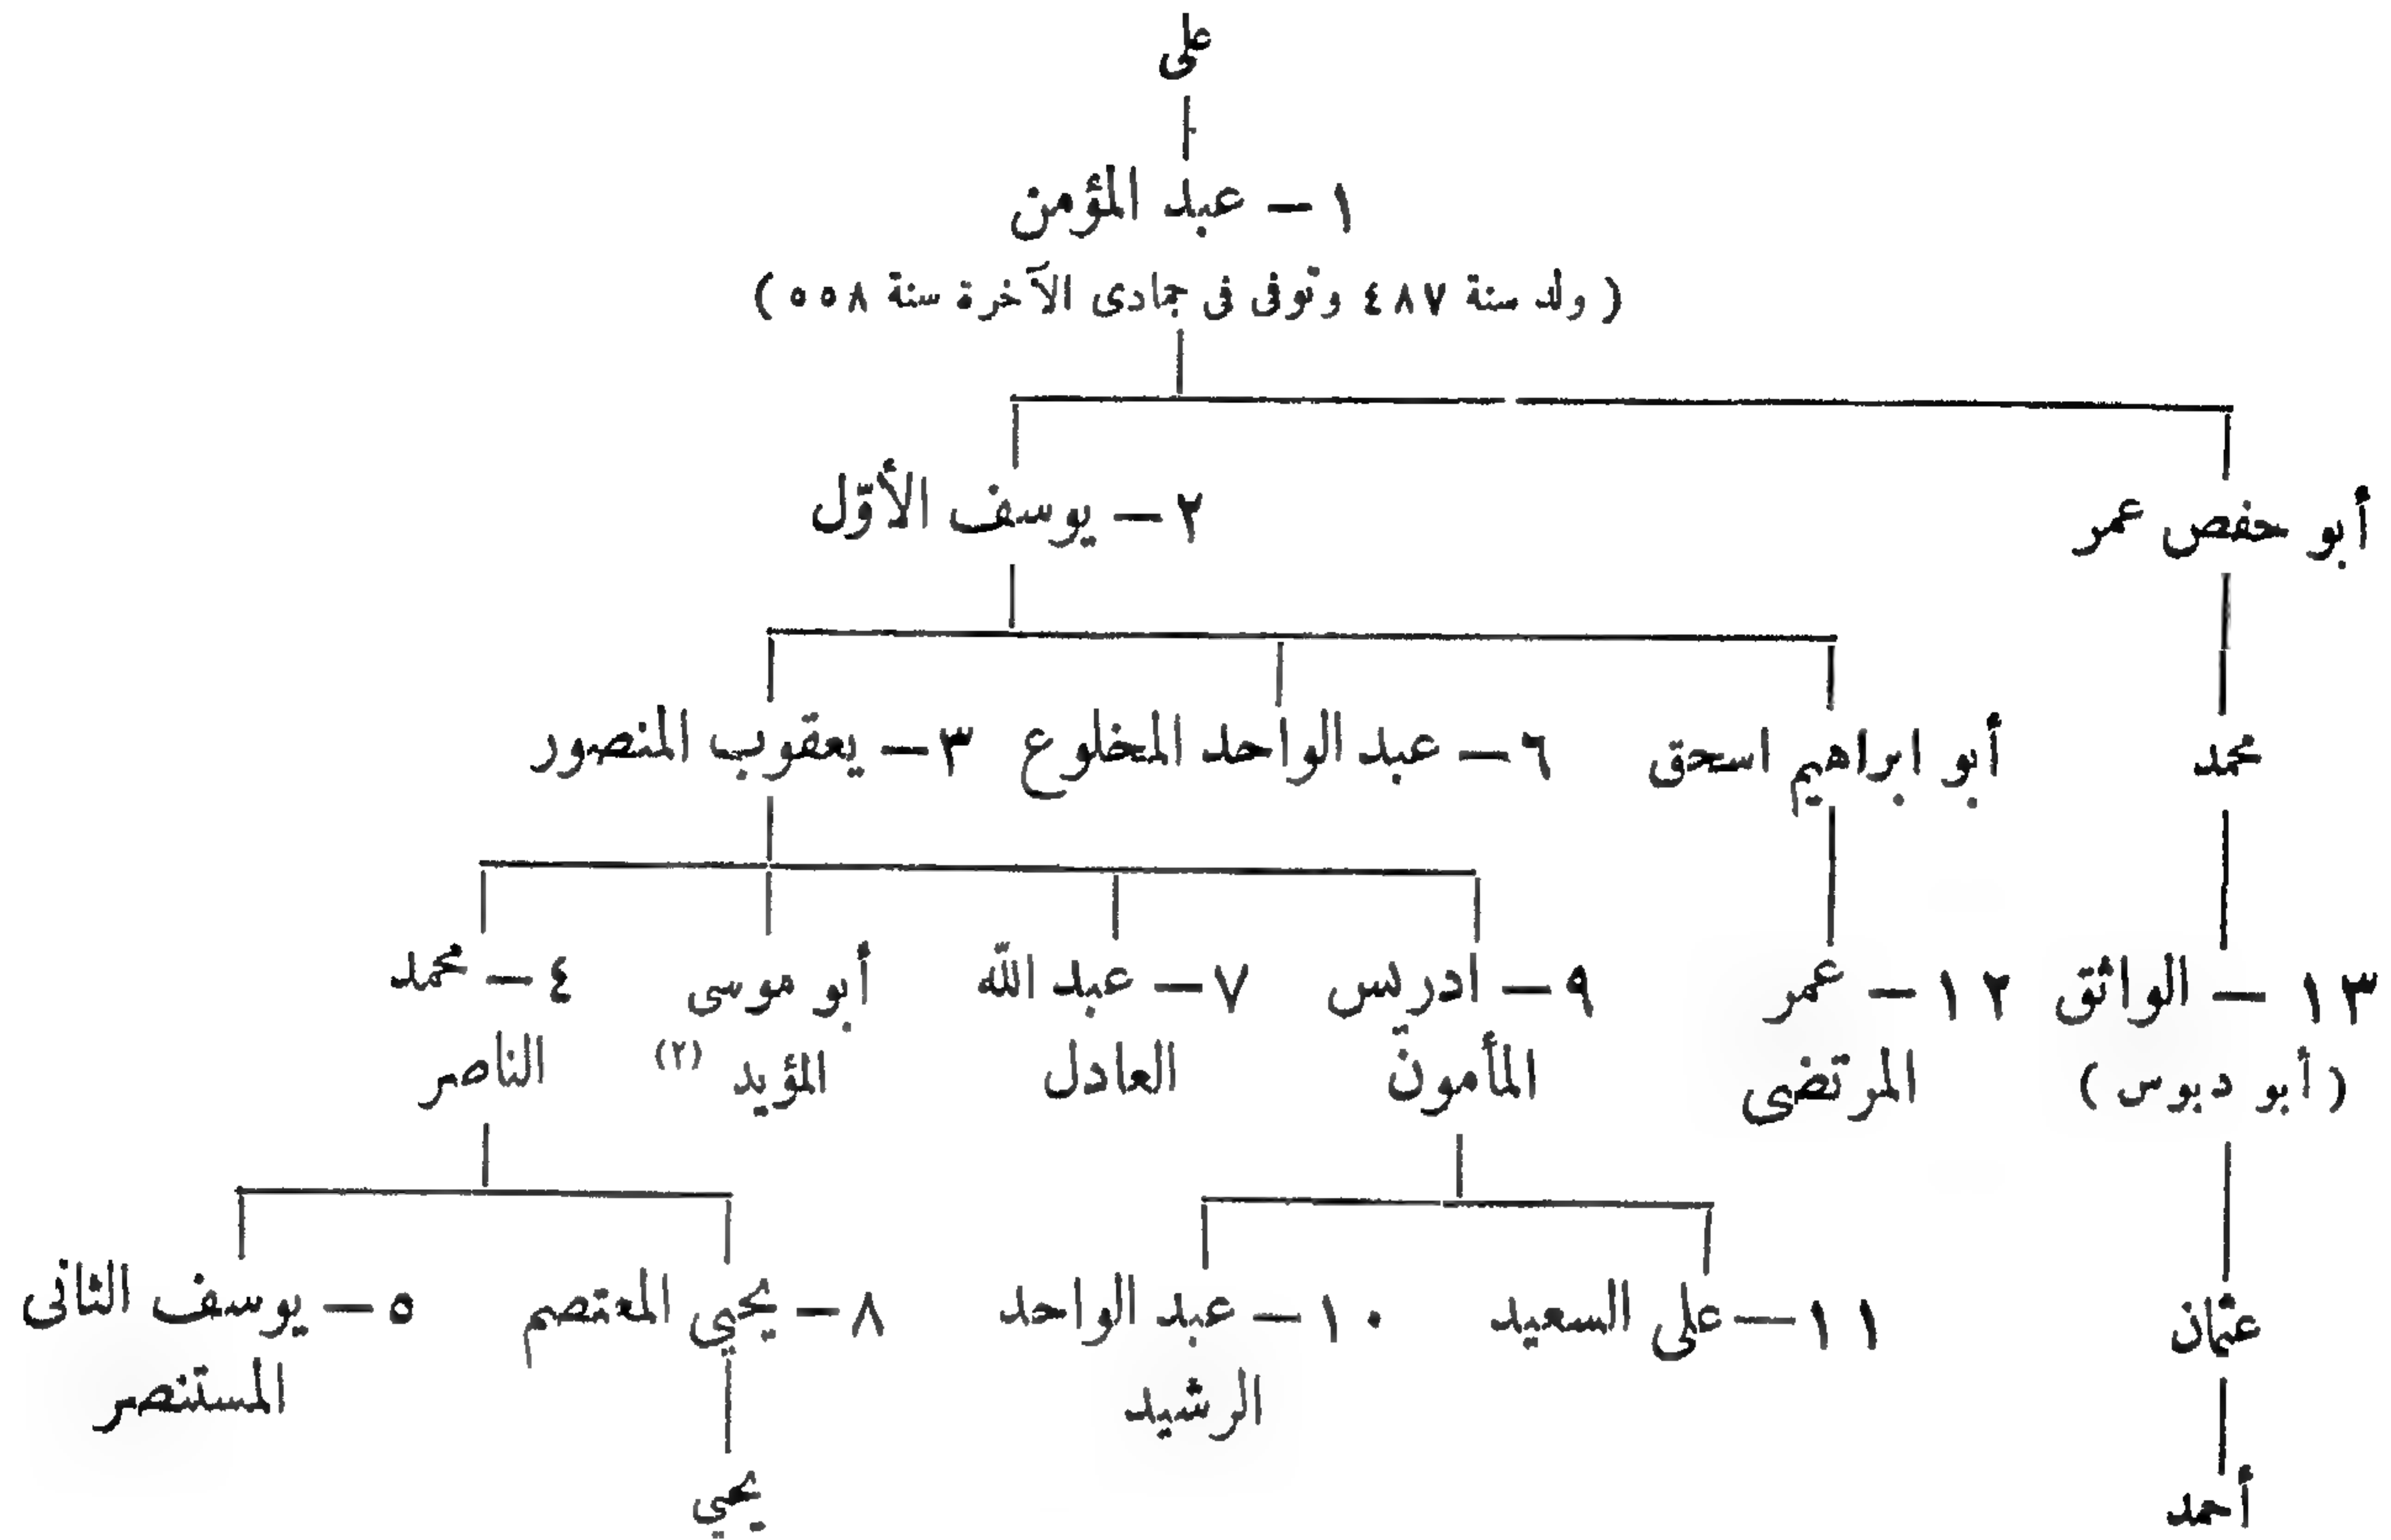 على
١ – عبد المؤمن
( ولد سنة ٤٨٧ وتوفى فى جمادى الآخرة سنة ٥٥٨ )
أبو حفص عمر ٢ – يوسف الأوّل
محمد أبو ابراهيم اسحق ٦ – عبد الواحد المخلوع ٣ – يعقوب المنصور
١٣ – الواثق ١٢ – عمر ٩ – ادريس ٧ – عبد الله أبو موسى ٤ – محمد
( أبو دبوس ) المرتضى المأمون العادل المؤيد (٢) الناصر
عثمان ١١ – على السعيد ١٠ – عبد الواحد ٨ – يحيي المعتصم ٥ – يوسف الثانى
الرشيد المستنصر
أحمد يحيي